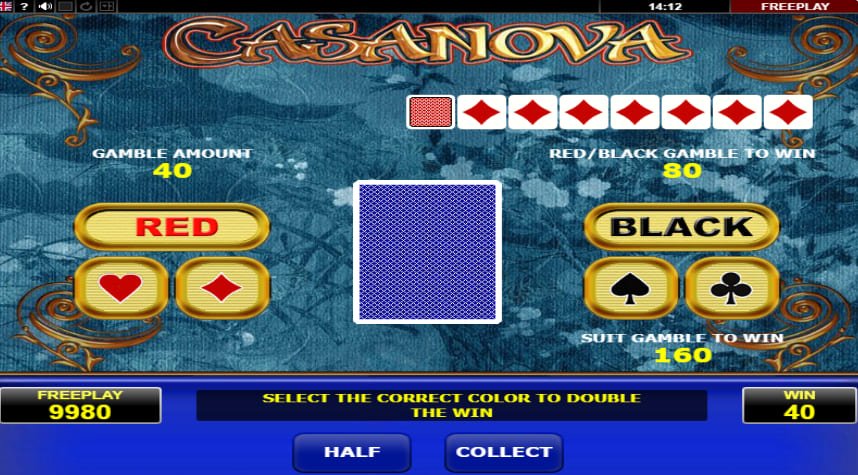 ?
14:12
FREEPLAY
CASANOVA
GAMBLE AMOUNT
40
RED/BLACK GAMBLE TO WIN
80
RED
BLACK
SUIT GAMBLE TO WIN
160
FREEPLAY
9980
SELECT THE CORRECT COLOR TO DOUBLE
THE WIN
WIN
40
HALF
COLLECT